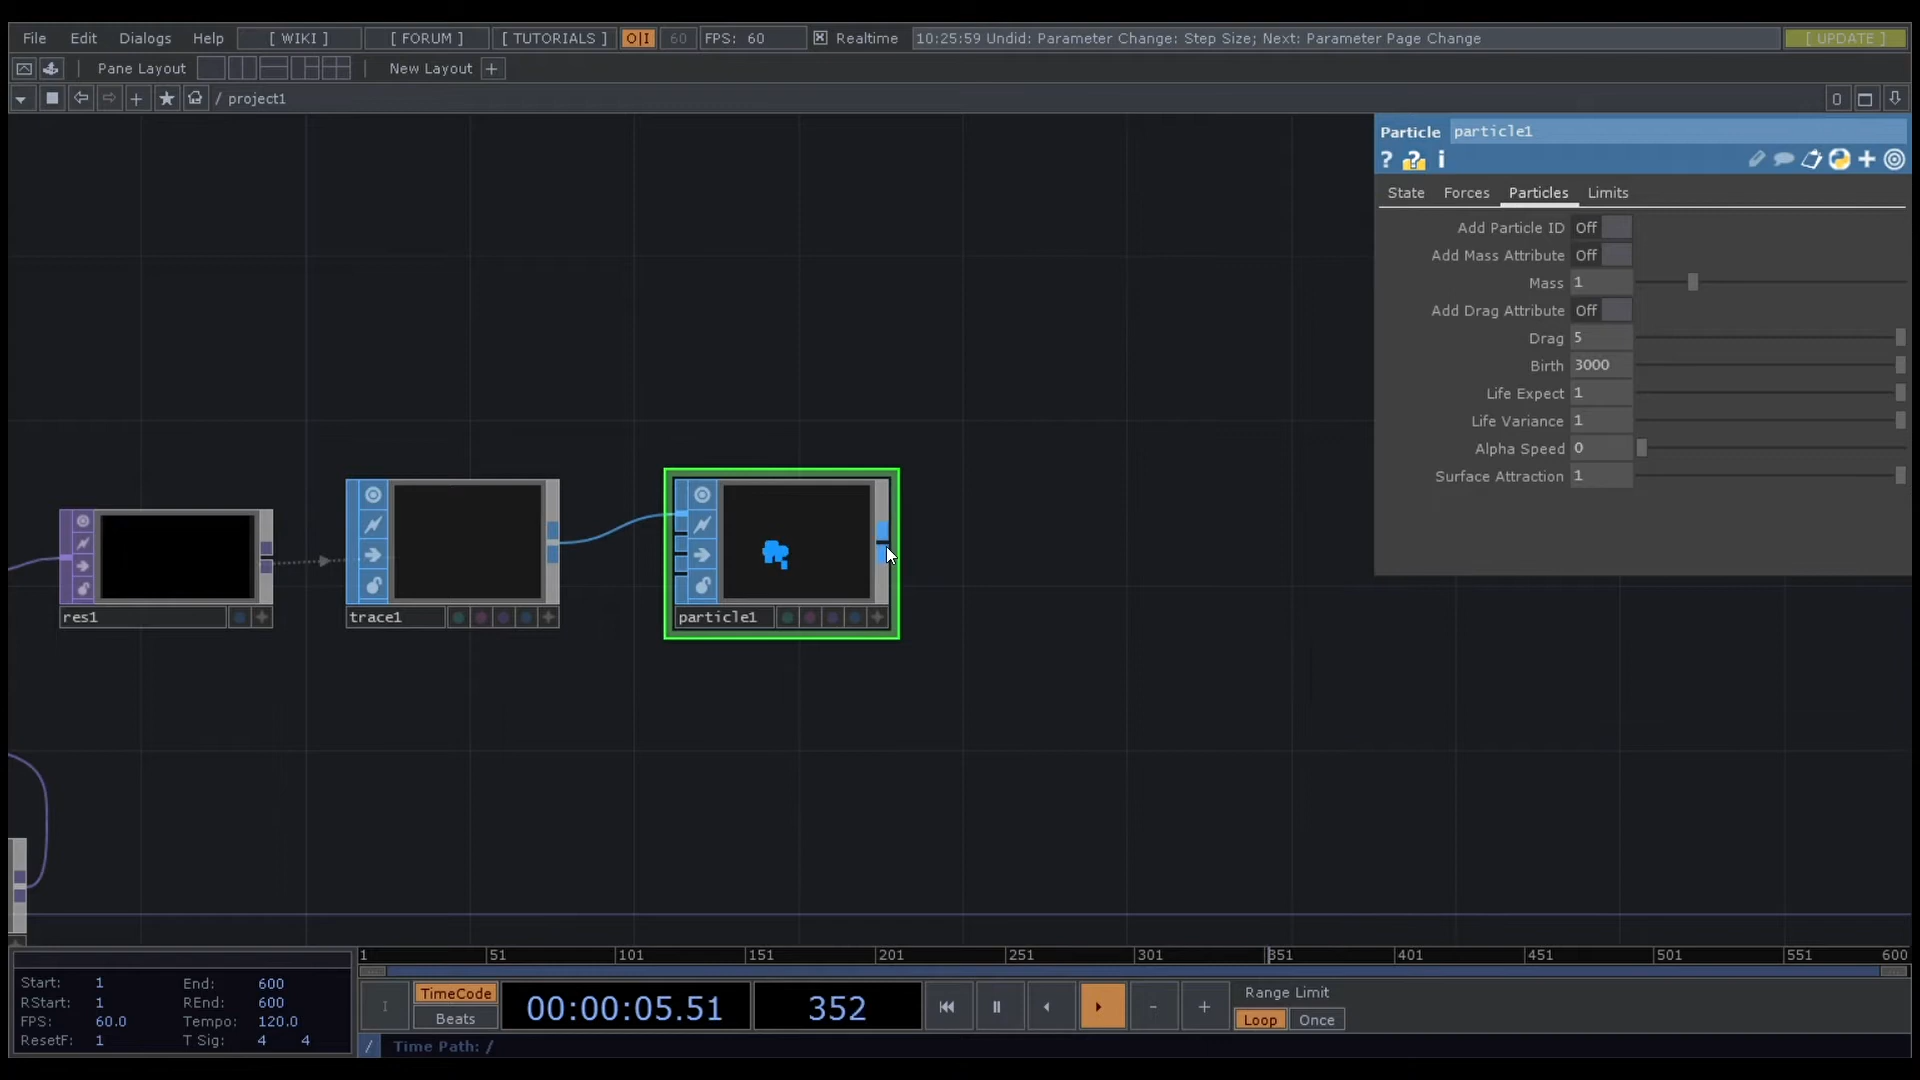 File Edit Dialogs Help [ WIKI ] [ FORUM ] [ TUTORIALS ] O|I 60 FPS: 60 Realtime 10:25:59 Undid: Parameter Change: Step Size; Next: Parameter Page Change [ UPDATE ]
Pane Layout New Layout +
/ project1 0
Particle particle1
? ? i
State Forces Particles Limits
Add Particle ID Off
Add Mass Attribute Off
Mass 1
Add Drag Attribute Off
Drag 5
Birth 3000
Life Expect 1
Life Variance 1
Alpha Speed 0
Surface Attraction 1
res1 trace1 particle1
1 51 101 151 201 251 301 351 401 451 501 551 600
Start: 1 End: 600
RStart: 1 REnd: 600
FPS: 60.0 Tempo: 120.0
ResetF: 1 T Sig: 4 4
TimeCode
Beats
00:00:05.51 352
Range Limit
Loop Once
/ Time Path: /